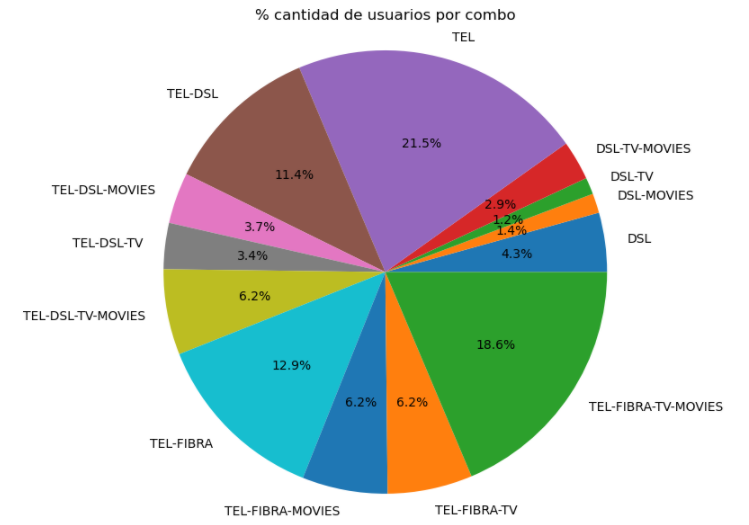 % cantidad de usuarios por combo
TEL
TEL-DSL
DSL-TV-MOVIES
DSL-TV
DSL-MOVIES
TEL-DSL-MOVIES
TEL-DSL-TV
DSL
TEL-DSL-TV-MOVIES
TEL-FIBRA-TV-MOVIES
TEL-FIBRA
TEL-FIBRA-MOVIES
TEL-FIBRA-TV
21.5%
11.4%
2.9%
1.2%
1.4%
3.7%
3.4%
4.3%
6.2%
18.6%
12.9%
6.2%
6.2%